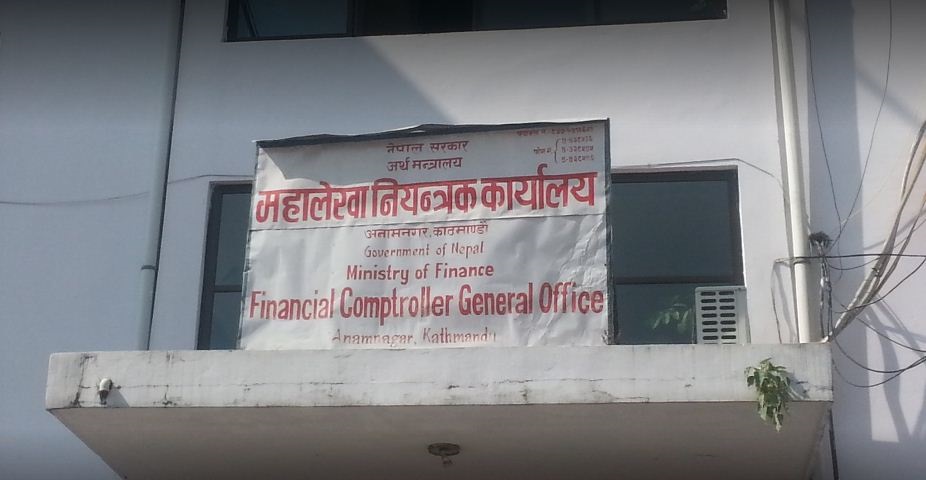 नेपाल सरकार
अर्थ मन्त्रालय
महालेखा नियन्त्रक कार्यालय
अनामनगर, काठमाण्डौ
Government of Nepal
Ministry of Finance
Financial Comptroller General Office
Anamnagar, Kathmandu
फोन नं.